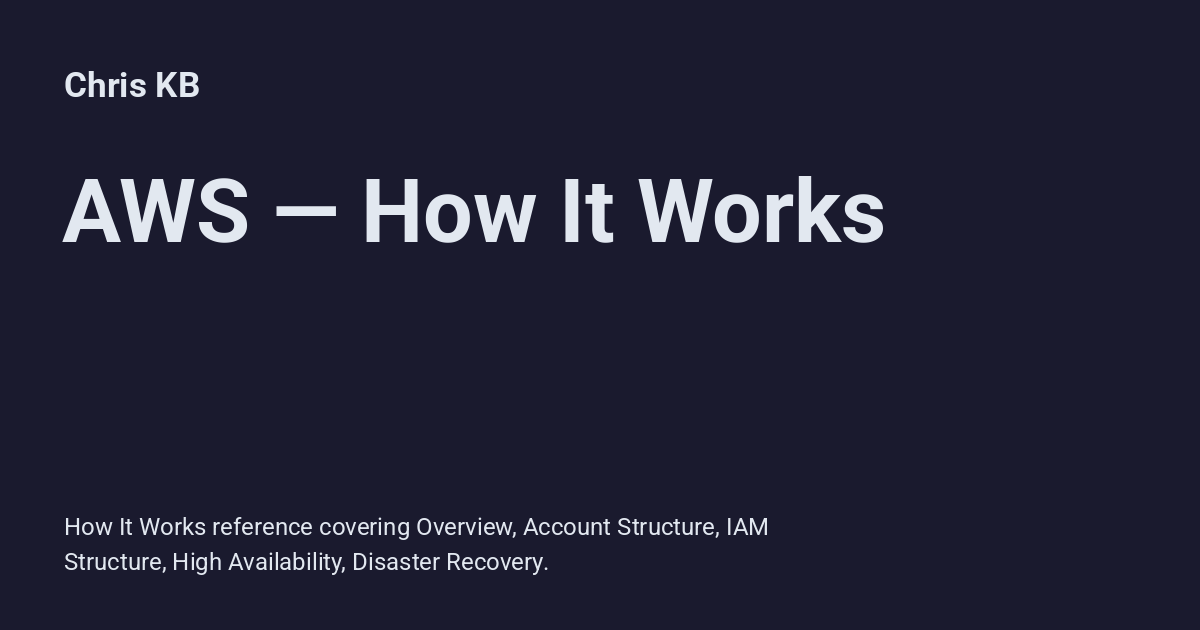 Chris KB
AWS — How It Works
How It Works reference covering Overview, Account Structure, IAM
Structure, High Availability, Disaster Recovery.